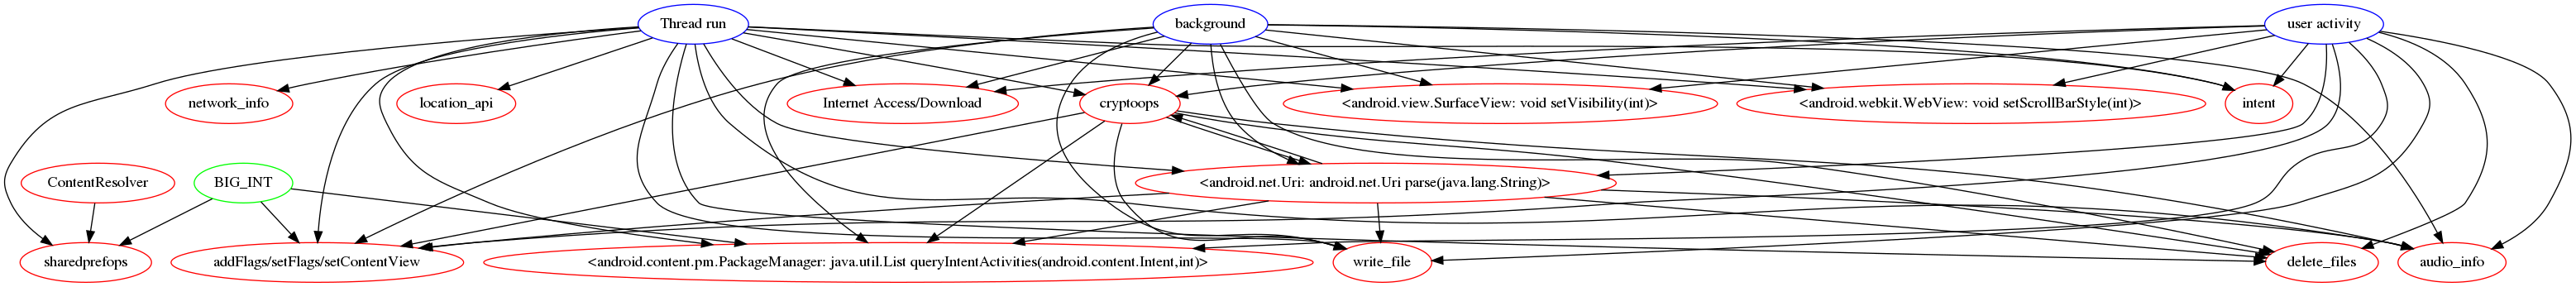 Thread run
background
user activity
network_info
location_api
Internet Access/Download
cryptoops
<android.view.SurfaceView: void setVisibility(int)>
<android.webkit.WebView: void setScrollBarStyle(int)>
intent
ContentResolver
BIG_INT
<android.net.Uri: android.net.Uri parse(java.lang.String)>
sharedprefops
addFlags/setFlags/setContentView
<android.content.pm.PackageManager: java.util.List queryIntentActivities(android.content.Intent,int)>
write_file
delete_files
audio_info